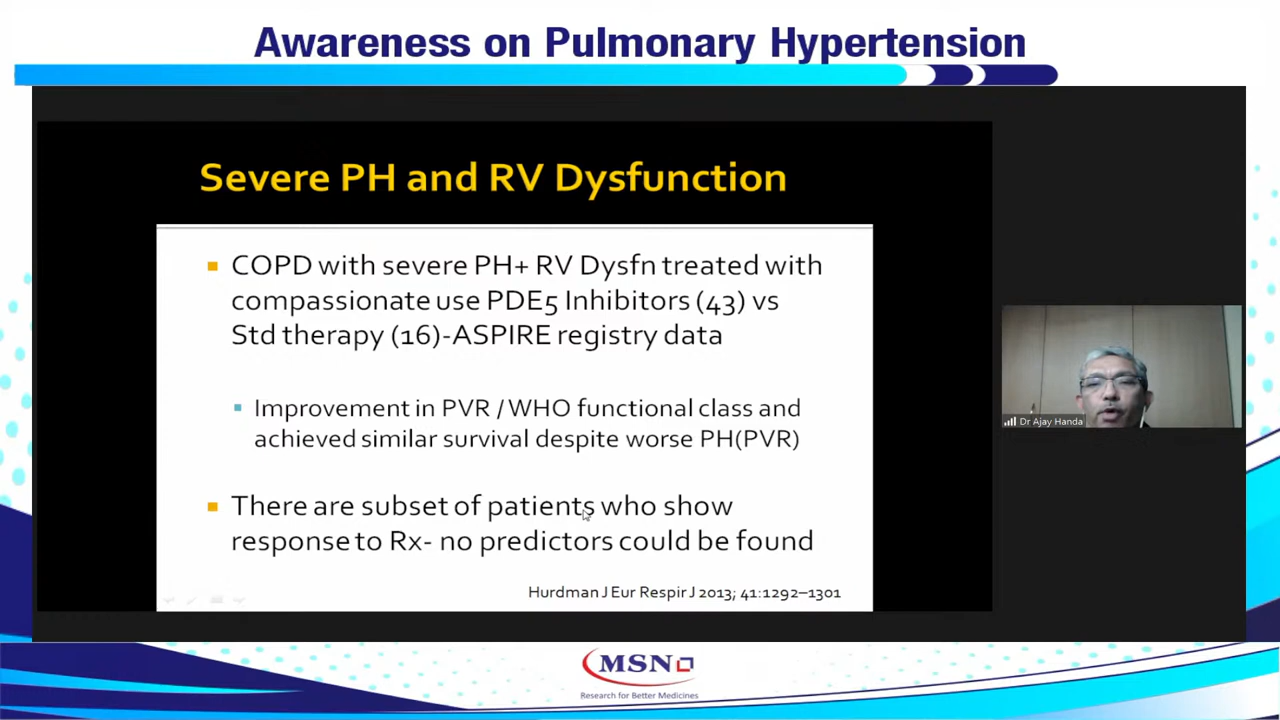 Awareness on Pulmonary Hypertension
Severe PH and RV Dysfunction
COPD with severe PH+ RV Dysfn treated with
compassionate use PDE5 Inhibitors (43) vs
Std therapy (16)-ASPIRE registry data
Improvement in PVR / WHO functional class and
achieved similar survival despite worse PH(PVR)
There are subset of patients who show
response to Rx- no predictors could be found
Hurdman J Eur Respir J 2013; 41:1292–1301
Dr Ajay Handa
MSN
Research for Better Medicines